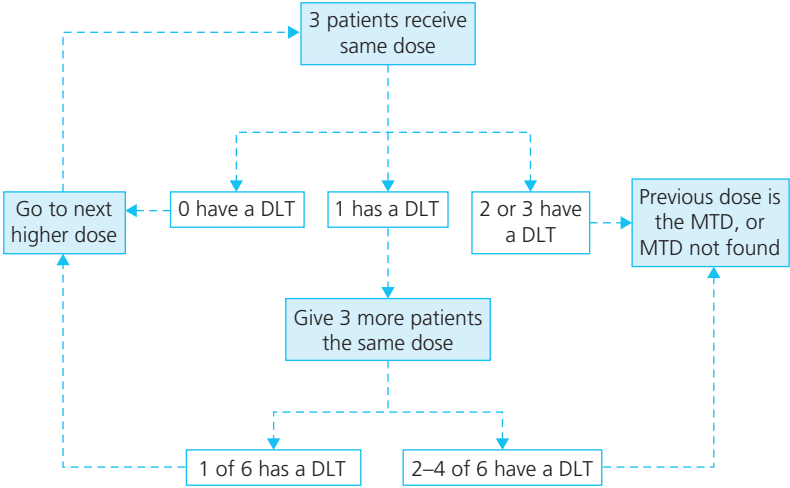 3 patients receive
same dose
Go to next
higher dose
0 have a DLT
1 has a DLT
2 or 3 have
a DLT
Previous dose is
the MTD, or
MTD not found
Give 3 more patients
the same dose
1 of 6 has a DLT
2–4 of 6 have a DLT